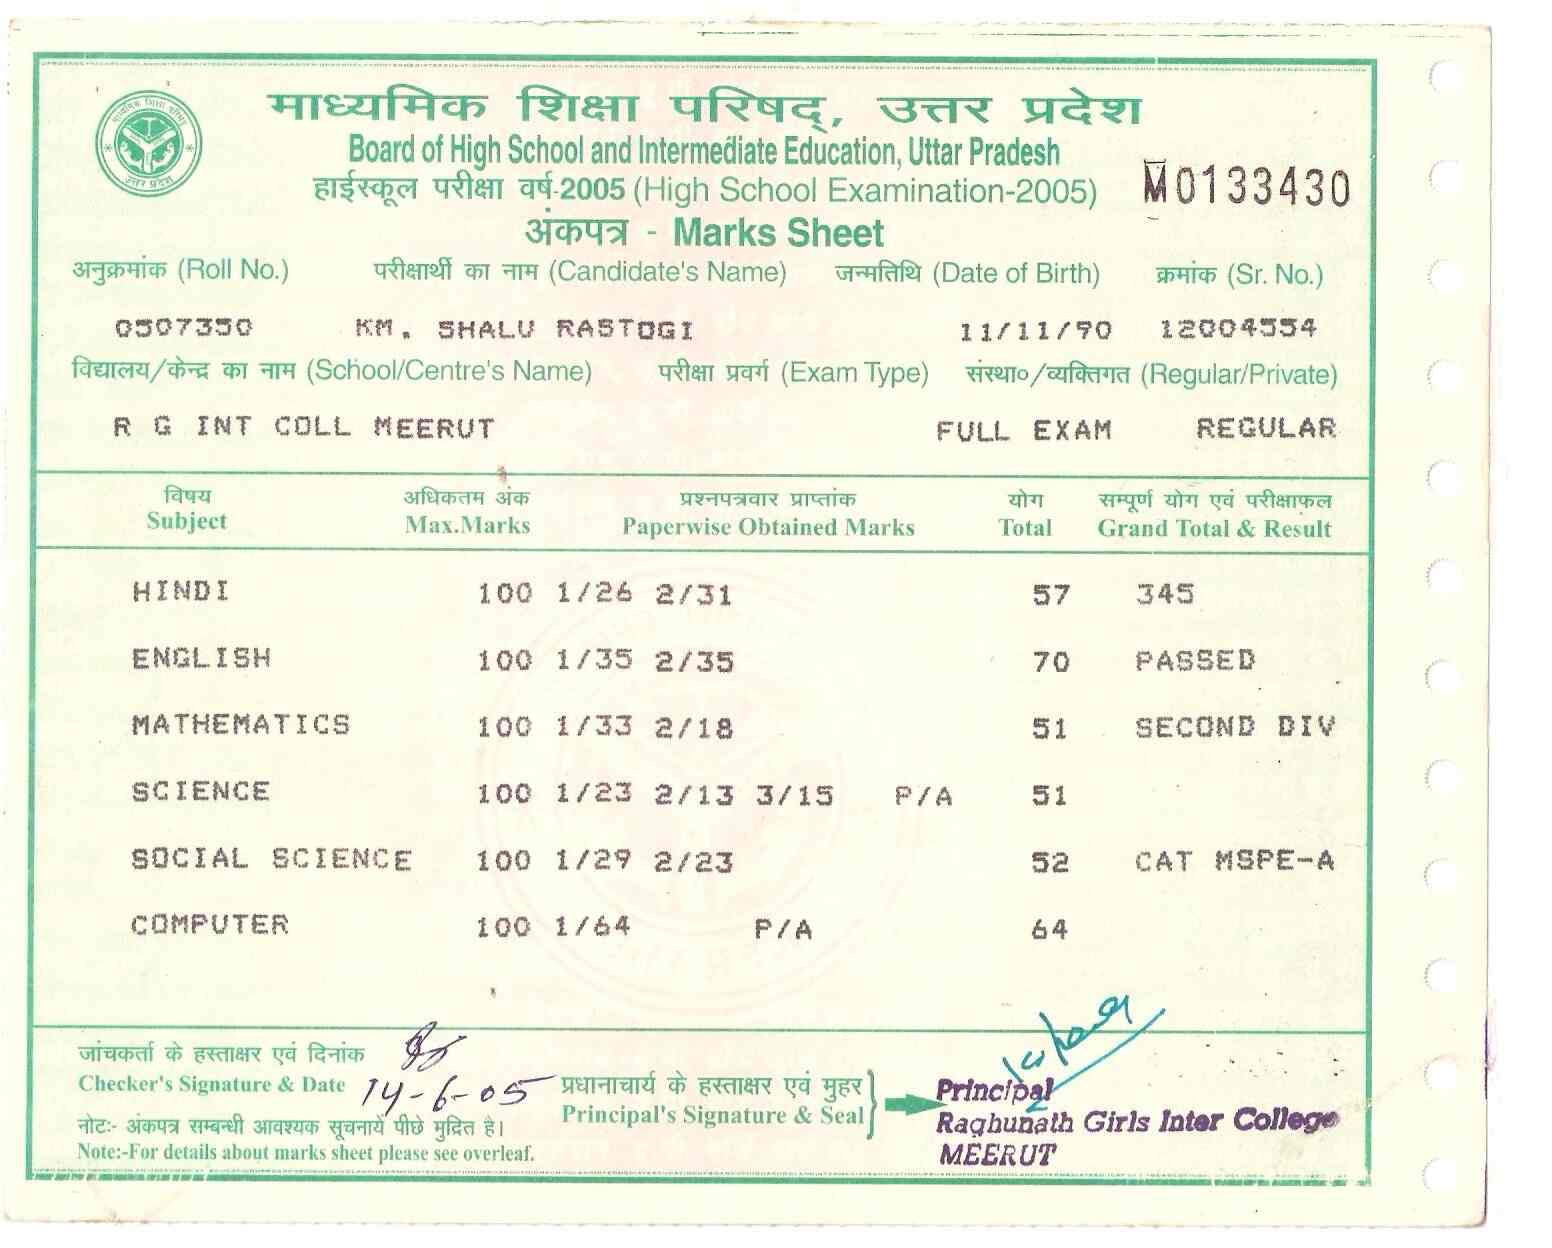 माध्यमिक शिक्षा परिषद्, उत्तर प्रदेश
Board of High School and Intermediate Education, Uttar Pradesh
हाईस्कूल परीक्षा वर्ष-2005 (High School Examination-2005)
M0133430
अंकपत्र - Marks Sheet
अनुक्रमांक (Roll No.) परीक्षार्थी का नाम (Candidate's Name) जन्मतिथि (Date of Birth) क्रमांक (Sr. No.)
0507350 KM. SHALU RASTOGI 11/11/90 12004554
विद्यालय/केन्द्र का नाम (School/Centre's Name) परीक्षा प्रवर्ग (Exam Type) संस्था०/व्यक्तिगत (Regular/Private)
R G INT COLL MEERUT FULL EXAM REGULAR
विषय अधिकतम अंक प्रश्नपत्रवार प्राप्तांक योग सम्पूर्ण योग एवं परीक्षाफल
Subject Max.Marks Paperwise Obtained Marks Total Grand Total & Result
HINDI 100 1/26 2/31 57 345
ENGLISH 100 1/35 2/35 70 PASSED
MATHEMATICS 100 1/33 2/18 51 SECOND DIV
SCIENCE 100 1/23 2/13 3/15 P/A 51
SOCIAL SCIENCE 100 1/29 2/23 52 CAT MSPE-A
COMPUTER 100 1/64 P/A 64
जांचकर्ता के हस्ताक्षर एवं दिनांक
Checker's Signature & Date 14-6-05
प्रधानाचार्य के हस्ताक्षर एवं मुहर
Principal's Signature & Seal
Principal
Raghunath Girls Inter College
MEERUT
नोटः- अंकपत्र सम्बन्धी आवश्यक सूचनायें पीछे मुद्रित है।
Note:-For details about marks sheet please see overleaf.